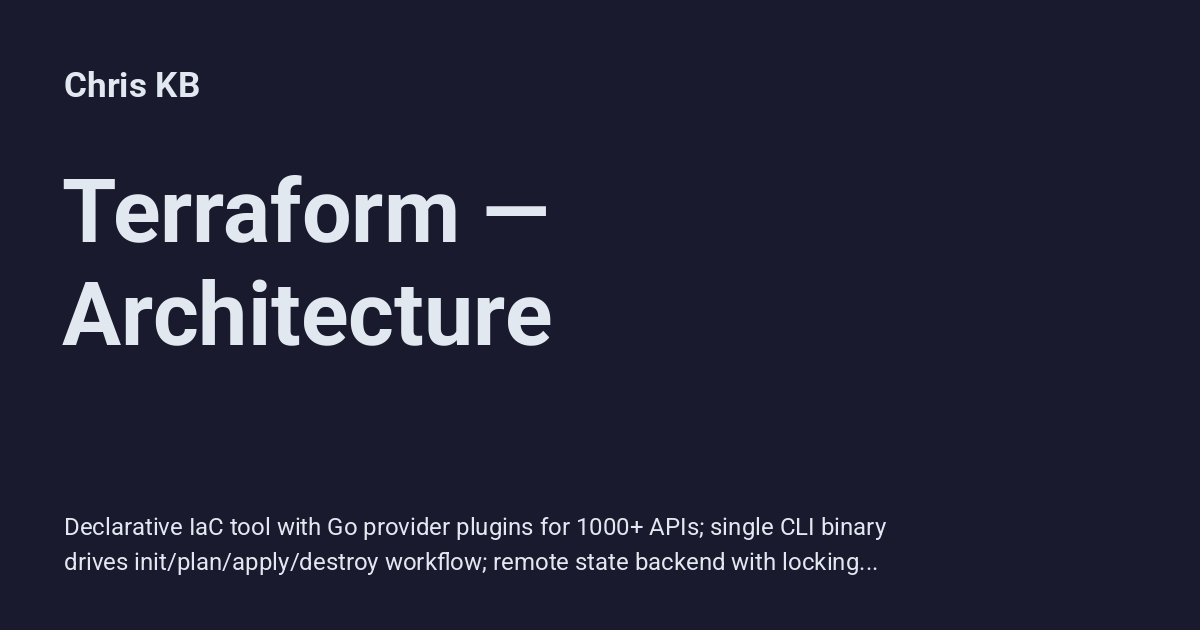 Chris KB
Terraform —
Architecture
Declarative IaC tool with Go provider plugins for 1000+ APIs; single CLI binary
drives init/plan/apply/destroy workflow; remote state backend with locking...